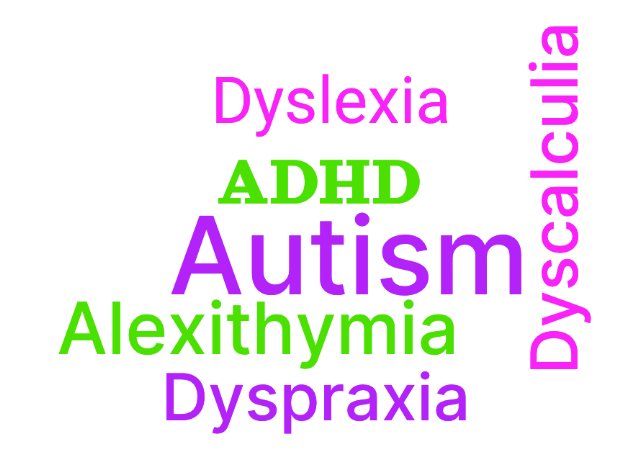 Dyslexia
ADHD
Autism
Alexithymia
Dyspraxia
Dyscalculia